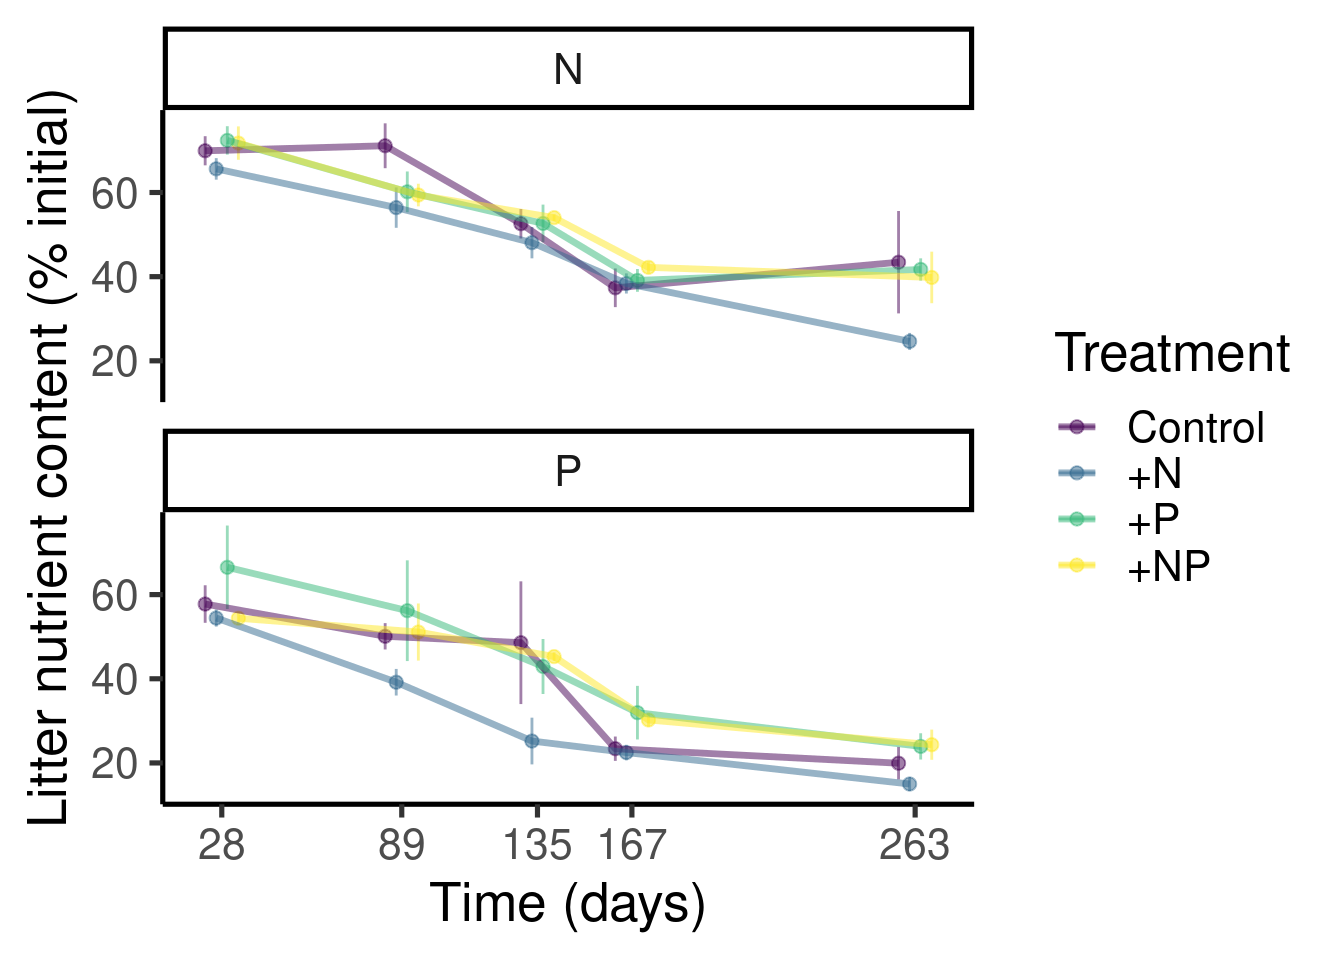 N
60
40
20
Litter nutrient content (% initial)
P
60
40
20
28 89 135 167 263
Time (days)
Treatment
Control
+N
+P
+NP